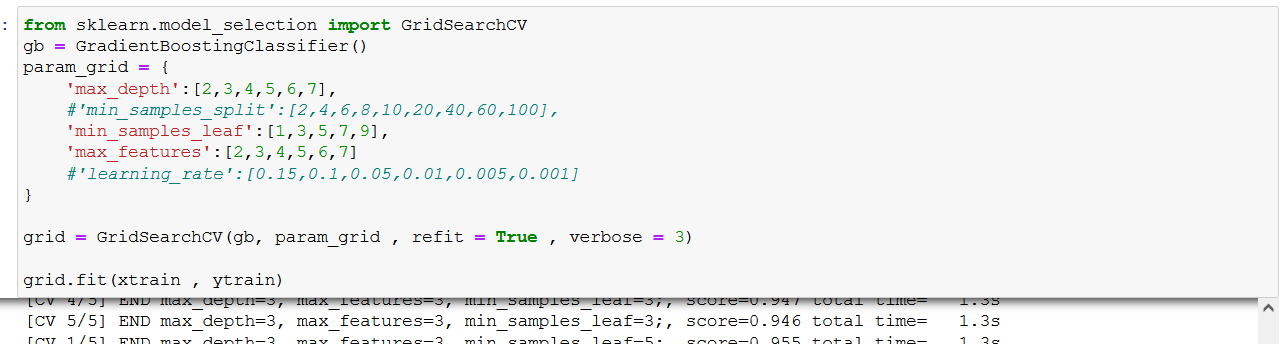 : from sklearn.model_selection import GridSearchCV
gb = GradientBoostingClassifier()
param_grid = {
    'max_depth':[2,3,4,5,6,7],
    #'min_samples_split':[2,4,6,8,10,20,40,60,100],
    'min_samples_leaf':[1,3,5,7,9],
    'max_features':[2,3,4,5,6,7]
    #'learning_rate':[0.15,0.1,0.05,0.01,0.005,0.001]
}
grid = GridSearchCV(gb, param_grid , refit = True , verbose = 3)
grid.fit(xtrain , ytrain)
[CV 4/5] END max_depth=3, max_features=3, min_samples_leaf=3;, score=0.947 total time=   1.3s
[CV 5/5] END max_depth=3, max_features=3, min_samples_leaf=3;, score=0.946 total time=   1.3s
[CV 1/5] END max_depth=3, max_features=3, min_samples_leaf=5;, score=0.955 total time=   1.3s